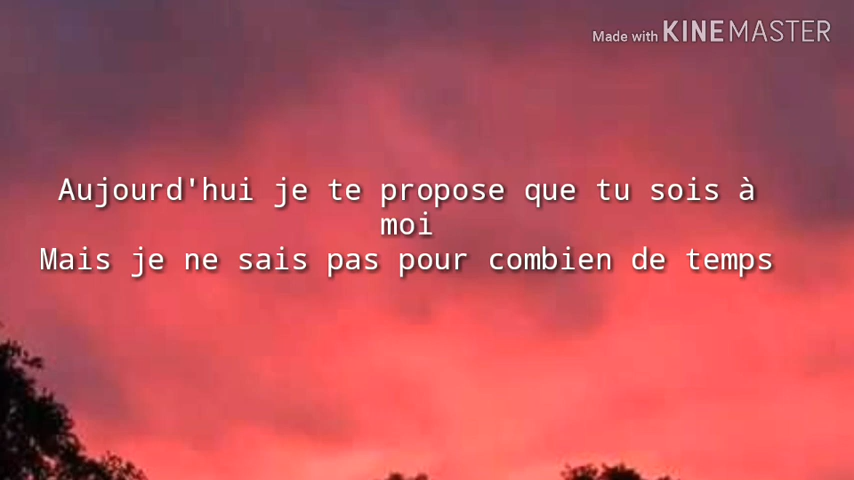 Made with KINEMASTER
Aujourd'hui je te propose que tu sois à
moi
Mais je ne sais pas pour combien de temps